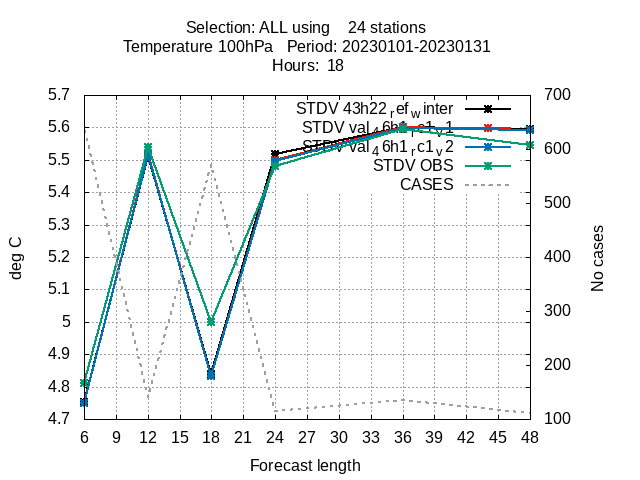 Selection: ALL using 24 stations
Temperature 100hPa Period: 20230101-20230131
Hours: 18
5.7
5.6
5.5
5.4
5.3
5.2
5.1
5
4.9
4.8
4.7
deg C
STDV 43h22_ref_winter
STDV val_46h1_rc1_v1
STDV val_46h1_rc1_v2
STDV OBS
CASES
700
600
500
400
300
200
100
No cases
6 9 12 15 18 21 24 27 30 33 36 39 42 45 48
Forecast length